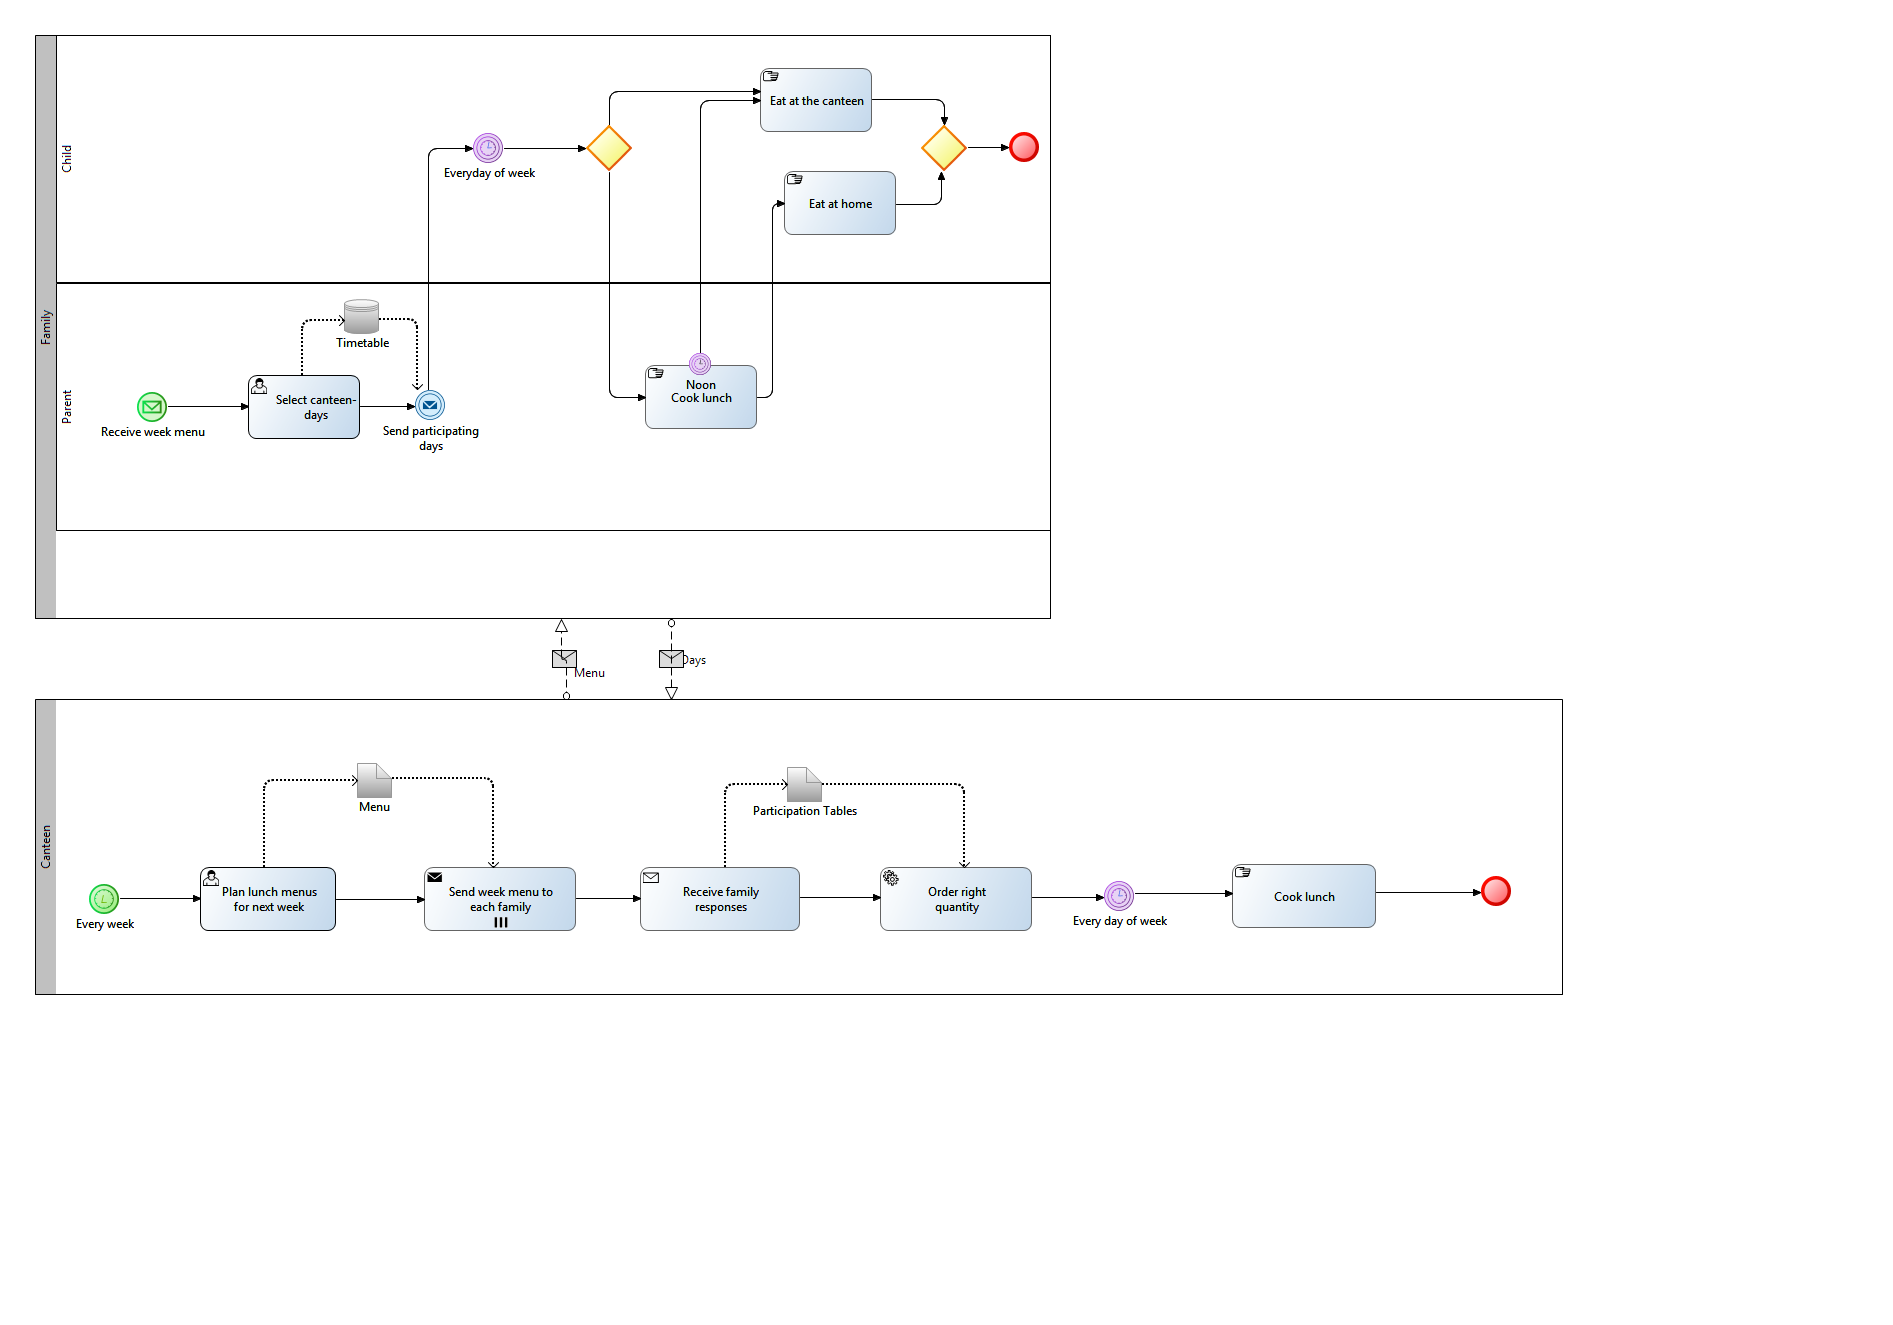 Family
Child
Eat at the canteen
Everyday of week
Eat at home
Parent
Timetable
Receive week menu
Select canteen-
days
Send participating
days
Noon
Cook lunch
Menu
Days
Canteen
Menu
Participation Tables
Every week
Plan lunch menus
for next week
Send week menu to
each family
Receive family
responses
Order right
quantity
Every day of week
Cook lunch